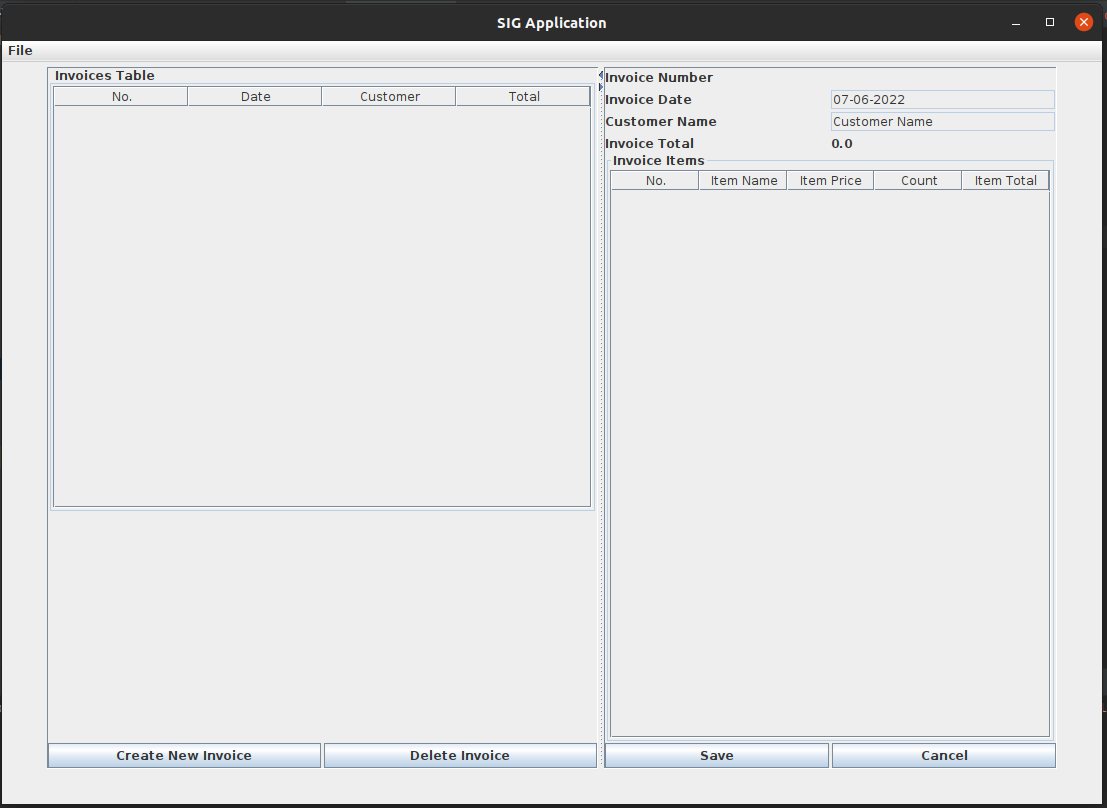 SIG Application
File
Invoices Table
No. Date Customer Total
Create New Invoice Delete Invoice
Invoice Number
Invoice Date 07-06-2022
Customer Name Customer Name
Invoice Total 0.0
Invoice Items
No. Item Name Item Price Count Item Total
Save Cancel